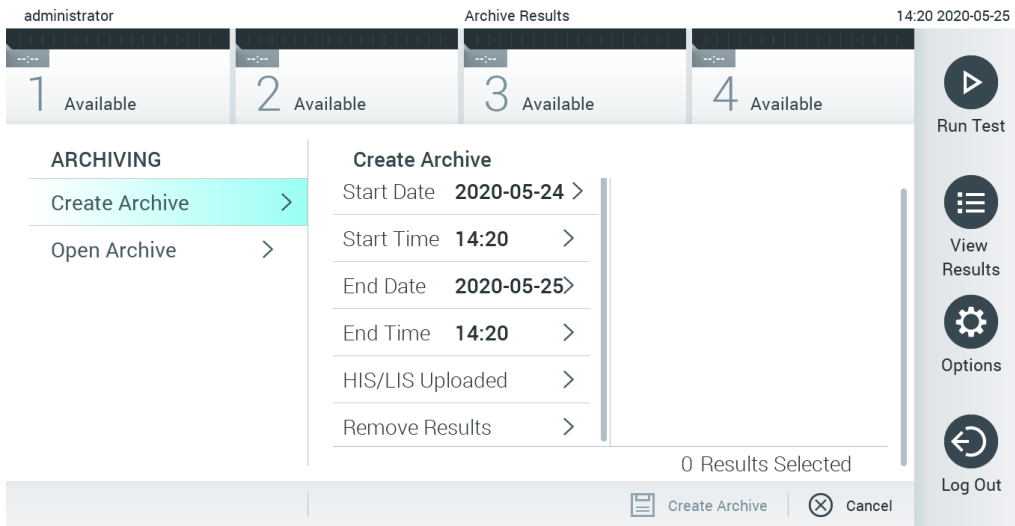 administrator Archive Results 14:20 2020-05-25
--:-- --:-- --:-- --:--
1 Available 2 Available 3 Available 4 Available
Run Test
ARCHIVING
Create Archive
Open Archive
Create Archive
Start Date 2020-05-24
Start Time 14:20
End Date 2020-05-25
End Time 14:20
HIS/LIS Uploaded
Remove Results
0 Results Selected
View
Results
Options
Log Out
Create Archive Cancel